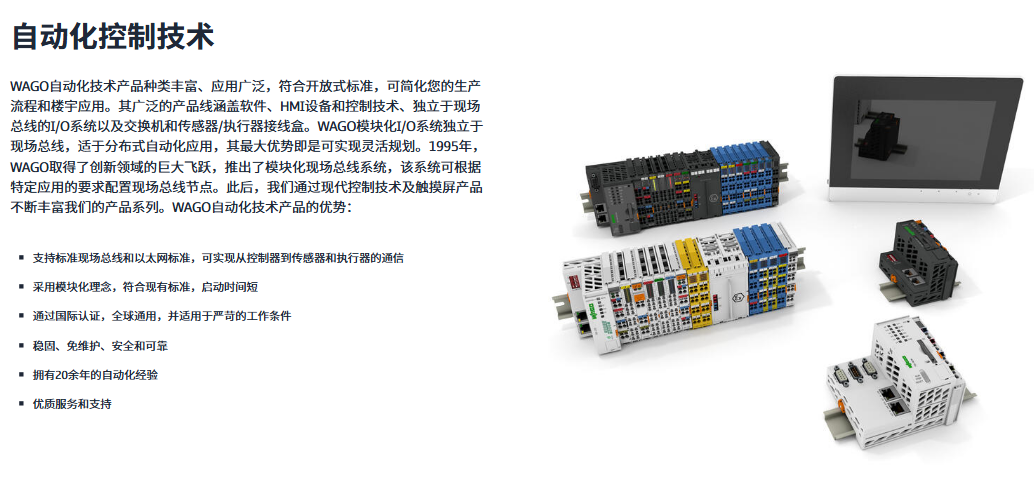 自动化控制技术
WAGO自动化技术产品种类丰富、应用广泛，符合开放式标准，可简化您的生产
流程和楼宇应用。其广泛的产品线涵盖软件、HMI设备和控制技术、独立于现场
总线的I/O系统以及交换机和传感器/执行器接线盒。WAGO模块化I/O系统独立于
现场总线，适于分布式自动化应用，其最大优势即是可实现灵活规划。1995年，
WAGO取得了创新领域的巨大飞跃，推出了模块化现场总线系统，该系统可根据
特定应用的要求配置现场总线节点。此后，我们通过现代控制技术及触摸屏产品
不断丰富我们的产品系列。WAGO自动化技术产品的优势：
▪ 支持标准现场总线和以太网标准，可实现从控制器到传感器和执行器的通信
▪ 采用模块化理念，符合现有标准，启动时间短
▪ 通过国际认证，全球通用，并适用于严苛的工作条件
▪ 稳固、免维护、安全和可靠
▪ 拥有20余年的自动化经验
▪ 优质服务和支持